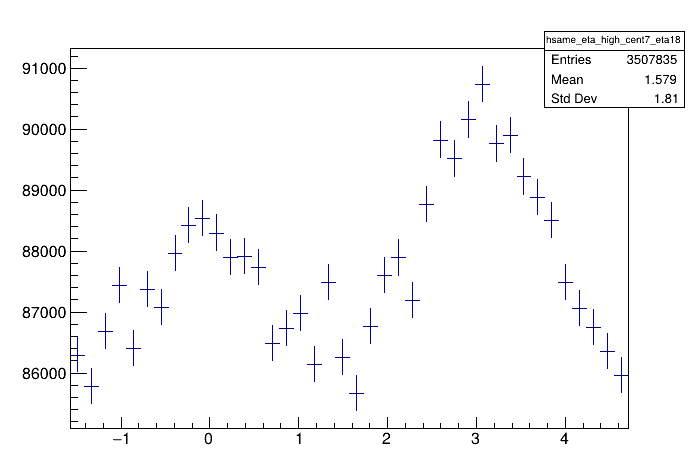 hsame_eta_high_cent7_eta18
Entries 3507835
Mean 1.579
Std Dev 1.81
91000
90000
89000
88000
87000
86000
−1 0 1 2 3 4